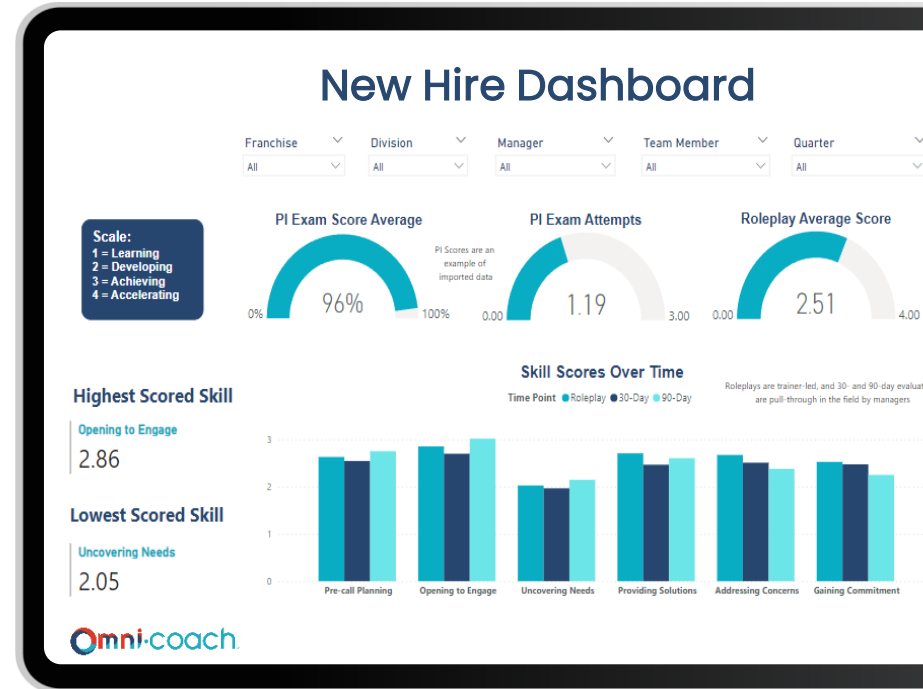 New Hire Dashboard
Franchise
Division
Manager
Team Member
Quarter
All
All
All
All
All
Scale:
1 = Learning
2 = Developing
3 = Achieving
4 = Accelerating
PI Exam Score Average
96%
0%
100%
PI Scores are an
example of
imported data
PI Exam Attempts
1.19
0.00
3.00
Roleplay Average Score
2.51
0.00
4.00
Highest Scored Skill
Opening to Engage
2.86
Lowest Scored Skill
Uncovering Needs
2.05
Skill Scores Over Time
Time Point Roleplay 30-Day 90-Day
Roleplays are trainer-led, and 30- and 90-day evaluat
are pull-through in the field by managers
3
2
1
0
Pre-call Planning
Opening to Engage
Uncovering Needs
Providing Solutions
Addressing Concerns
Gaining Commitment
Omni-coach